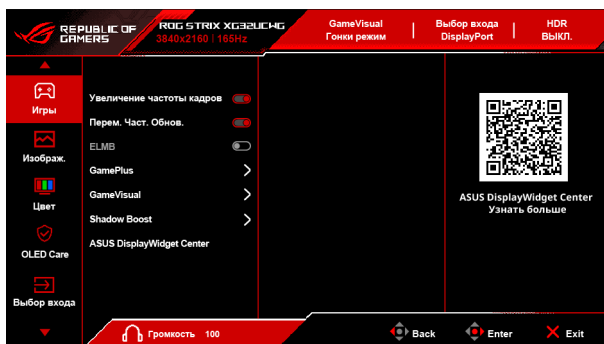 REPUBLIC OF
GAMERS
ROG STRIX XG32UCWG
3840x2160 | 165Hz
GameVisual
Гонки режим
Выбор входа
DisplayPort
HDR
ВЫКЛ.
Игры
Изображ.
Цвет
OLED Care
Выбор входа
Увеличение частоты кадров
Перем. Част. Обнов.
ELMB
GamePlus
GameVisual
Shadow Boost
ASUS DisplayWidget Center
ASUS DisplayWidget Center
Узнать больше
Громкость 100
Back
Enter
Exit